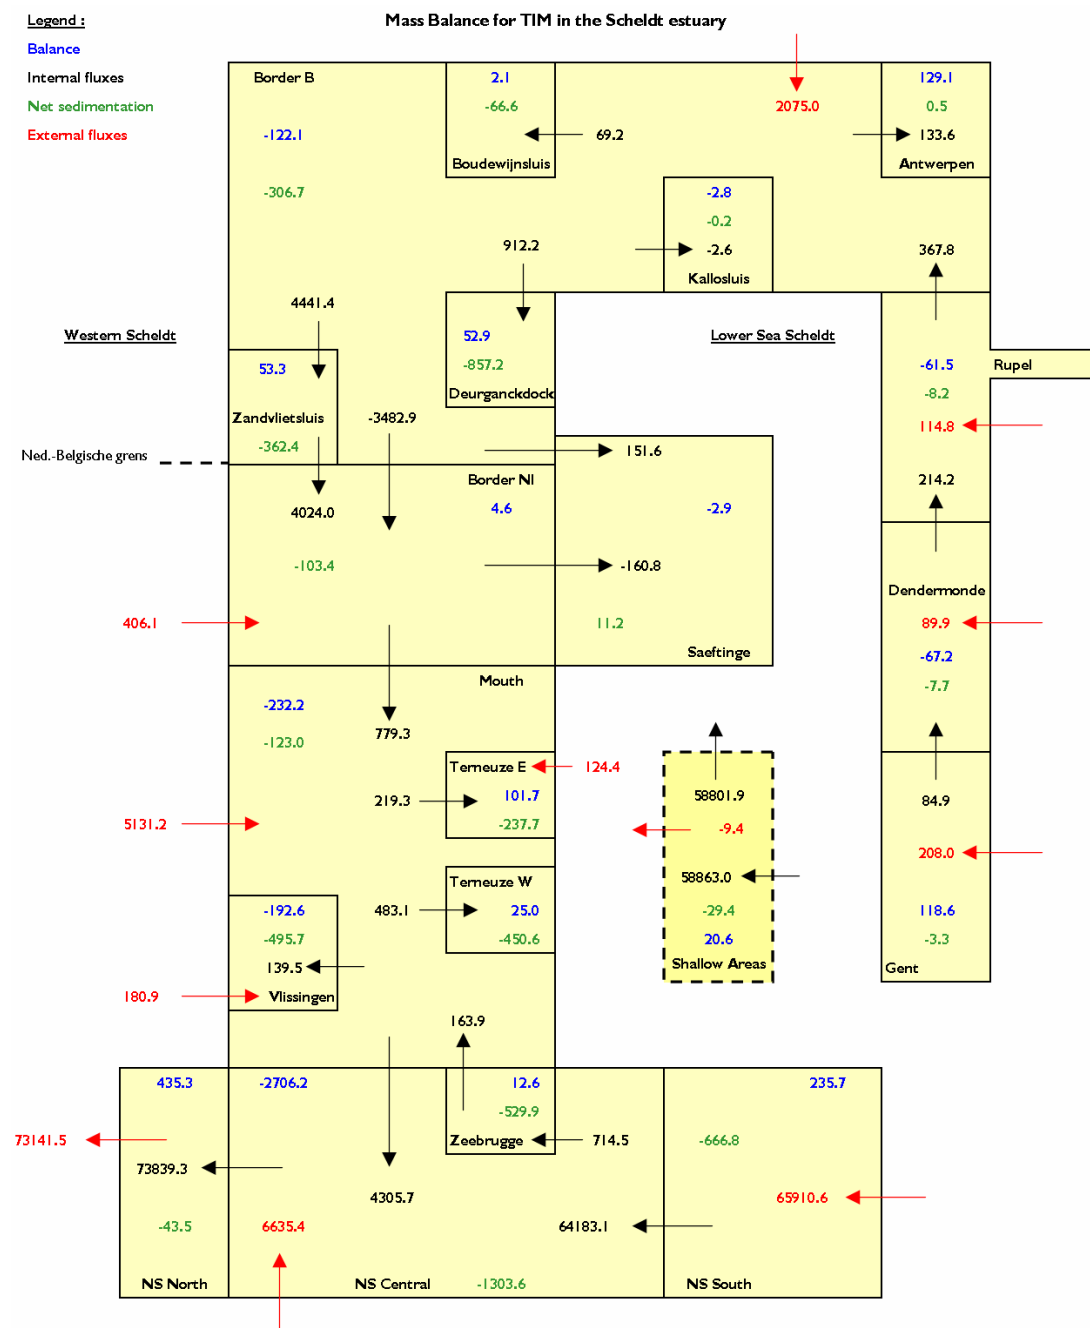 Legend :
Mass Balance for TIM in the Scheldt estuary
Balance
Internal fluxes
Net sedimentation
External fluxes
Border B
2.1
129.1
-66.6
2075.0
0.5
-122.1
69.2
133.6
Boudewijnsluis
Antwerpen
-306.7
-2.8
-0.2
912.2
-2.6
367.8
Kallosluis
4441.4
Western Scheldt
52.9
Lower Sea Scheldt
53.3
-857.2
-61.5
Rupel
Deurganckdock
-8.2
Zandvlietsluis
-3482.9
114.8
-362.4
151.6
Ned.-Belgische grens
Border Nl
214.2
4.6
-2.9
4024.0
-103.4
-160.8
Dendermonde
406.1
11.2
89.9
Saeftinge
-67.2
Mouth
-7.7
-232.2
779.3
-123.0
Terneuze E
124.4
219.3
101.7
58801.9
84.9
5131.2
-237.7
-9.4
208.0
Terneuze W
58863.0
-192.6
483.1
25.0
-29.4
118.6
-495.7
-450.6
20.6
-3.3
139.5
Shallow Areas
Gent
180.9
Vlissingen
163.9
435.3
-2706.2
12.6
235.7
-529.9
73141.5
Zeebrugge
714.5
-666.8
73839.3
4305.7
65910.6
-43.5
6635.4
64183.1
NS North
NS Central
-1303.6
NS South